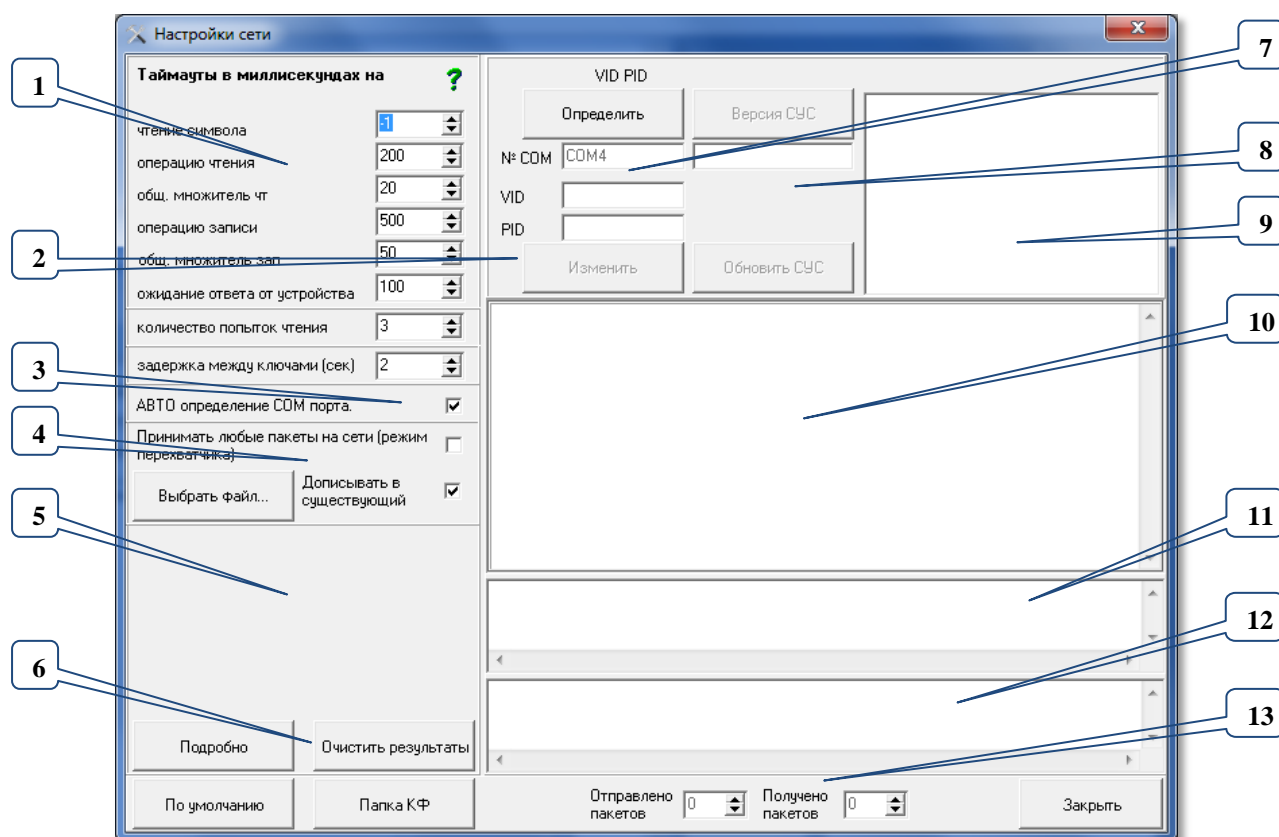 Настройки сети
x
Таймауты в миллисекундах на
?
чтение символа
-1
операцию чтения
200
общ. множитель чт
20
операцию записи
500
общ. множитель зап
50
ожидание ответа от устройства
100
количество попыток чтения
3
задержка между ключами (сек)
2
АВТО определение COM порта.
Принимать любые пакеты на сети (режим
перехватчика)
Выбрать файл...
Дописывать в
существующий
Подробно
Очистить результаты
По умолчанию
Папка КФ
VID PID
Определить
Версия СУС
№ COM
COM4
VID
PID
Изменить
Обновить СУС
Отправлено
пакетов
0
Получено
пакетов
0
Закрыть
1
2
3
4
5
6
7
8
9
10
11
12
13